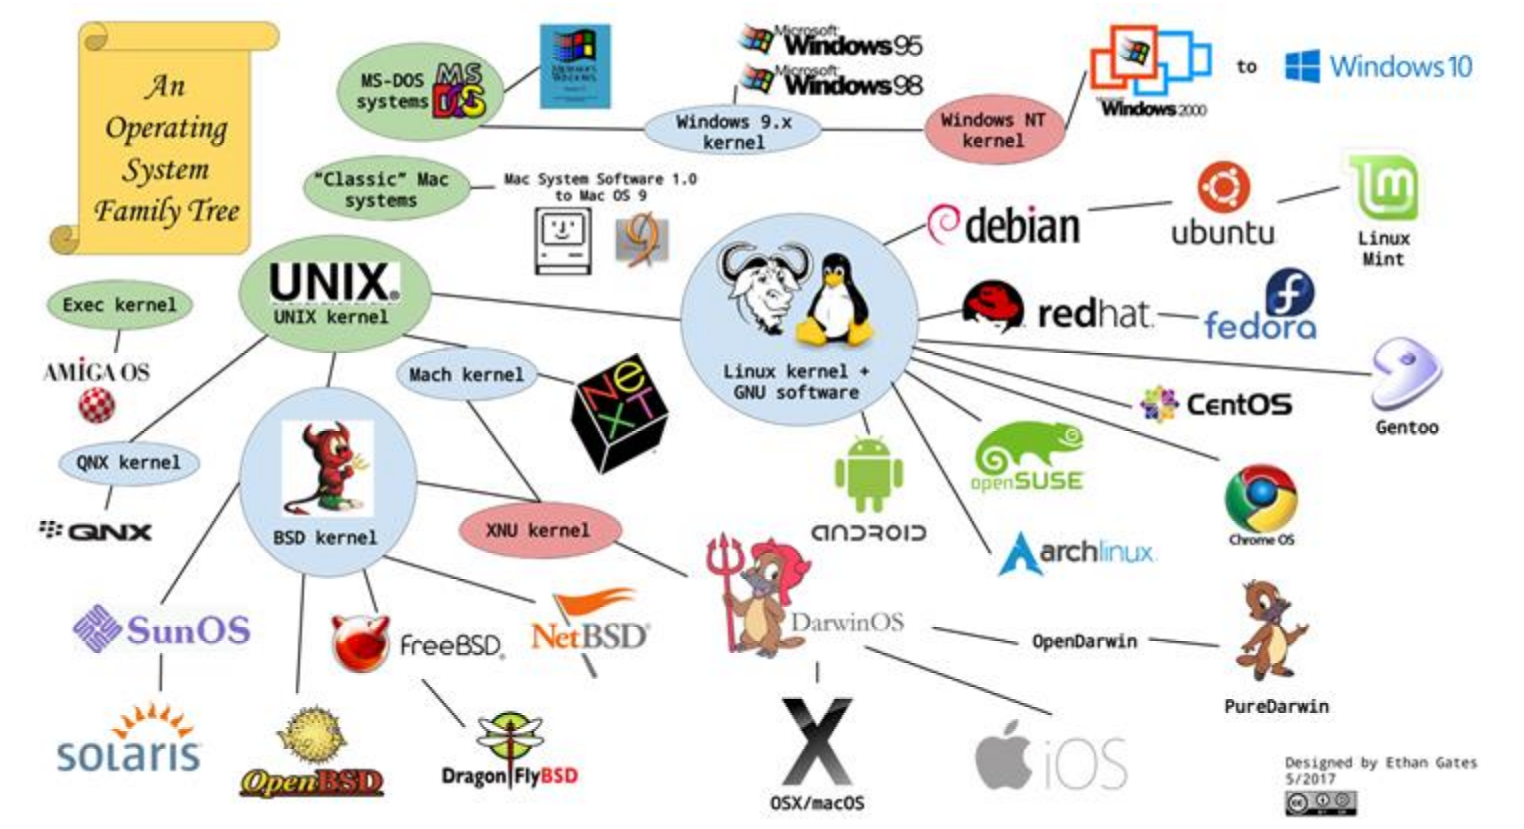 An
Operating
System
Family Tree
MS-DOS
systems
MS
DOS
Microsoft
Windows 95
Microsoft
Windows 98
Windows 2000
to
Windows 10
Windows 9.x
kernel
Windows NT
kernel
"Classic" Mac
systems
Mac System Software 1.0
to Mac OS 9
9
debian
ubuntu
Linux
Mint
UNIX
UNIX kernel
Exec kernel
AMiGA OS
Mach kernel
NeXT
Linux kernel +
GNU software
redhat.
fedora
CentOS
Gentoo
QNX kernel
QNX
BSD kernel
XNU kernel
ANDROID
openSUSE
Chrome OS
archlinux
SunOS
FreeBSD
NetBSD
DarwinOS
OpenDarwin
PureDarwin
solaris
OpenBSD
DragonFlyBSD
X
OSX/macOS
iOS
Designed by Ethan Gates
5/2017
cc